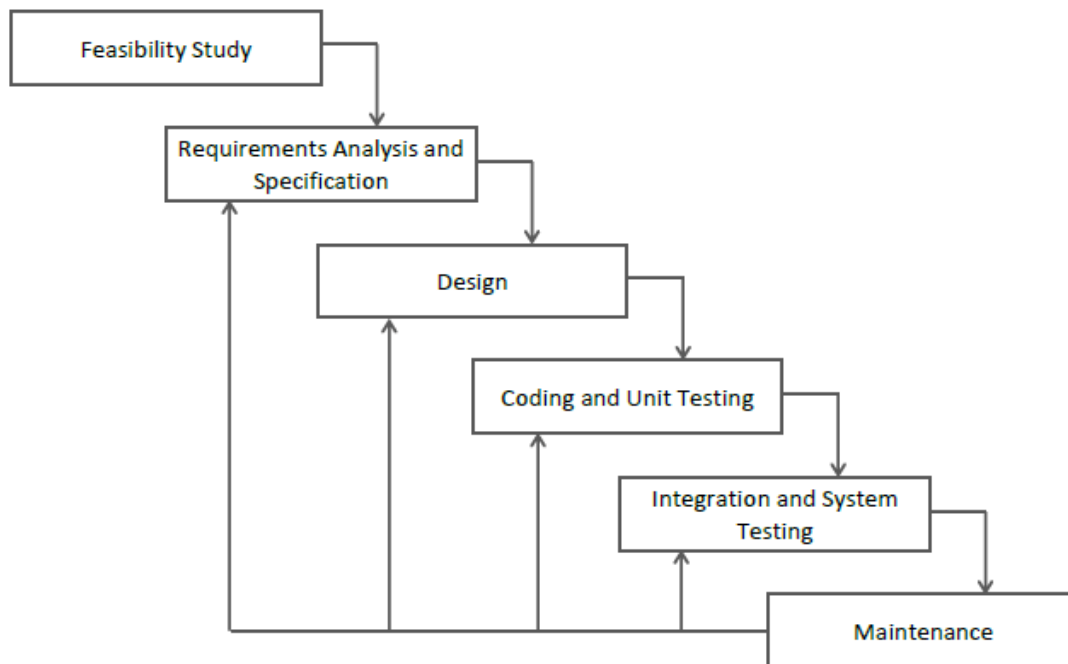 Feasibility Study
Requirements Analysis and
Specification
Design
Coding and Unit Testing
Integration and System
Testing
Maintenance